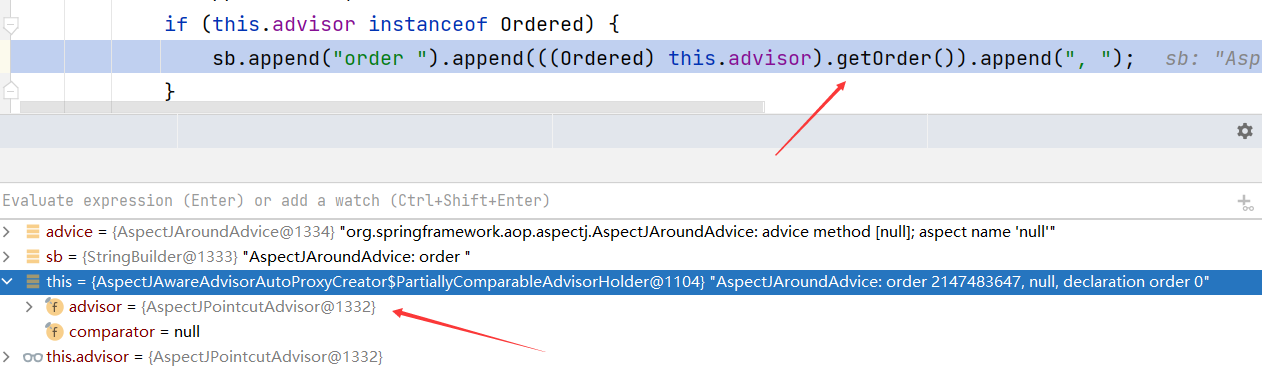 if (this.advisor instanceof Ordered) {
sb.append("order ").append(((Ordered) this.advisor).getOrder()).append(", "); sb: "Asp
}
Evaluate expression (Enter) or add a watch (Ctrl+Shift+Enter)
advice = {AspectJAroundAdvice@1334} "org.springframework.aop.aspectj.AspectJAroundAdvice: advice method [null]; aspect name 'null'"
sb = {StringBuilder@1333} "AspectJAroundAdvice: order "
this = {AspectJAwareAdvisorAutoProxyCreator$PartiallyComparableAdvisorHolder@1104} "AspectJAroundAdvice: order 2147483647, null, declaration order 0"
f advisor = {AspectJPointcutAdvisor@1332}
f comparator = null
this.advisor = {AspectJPointcutAdvisor@1332}